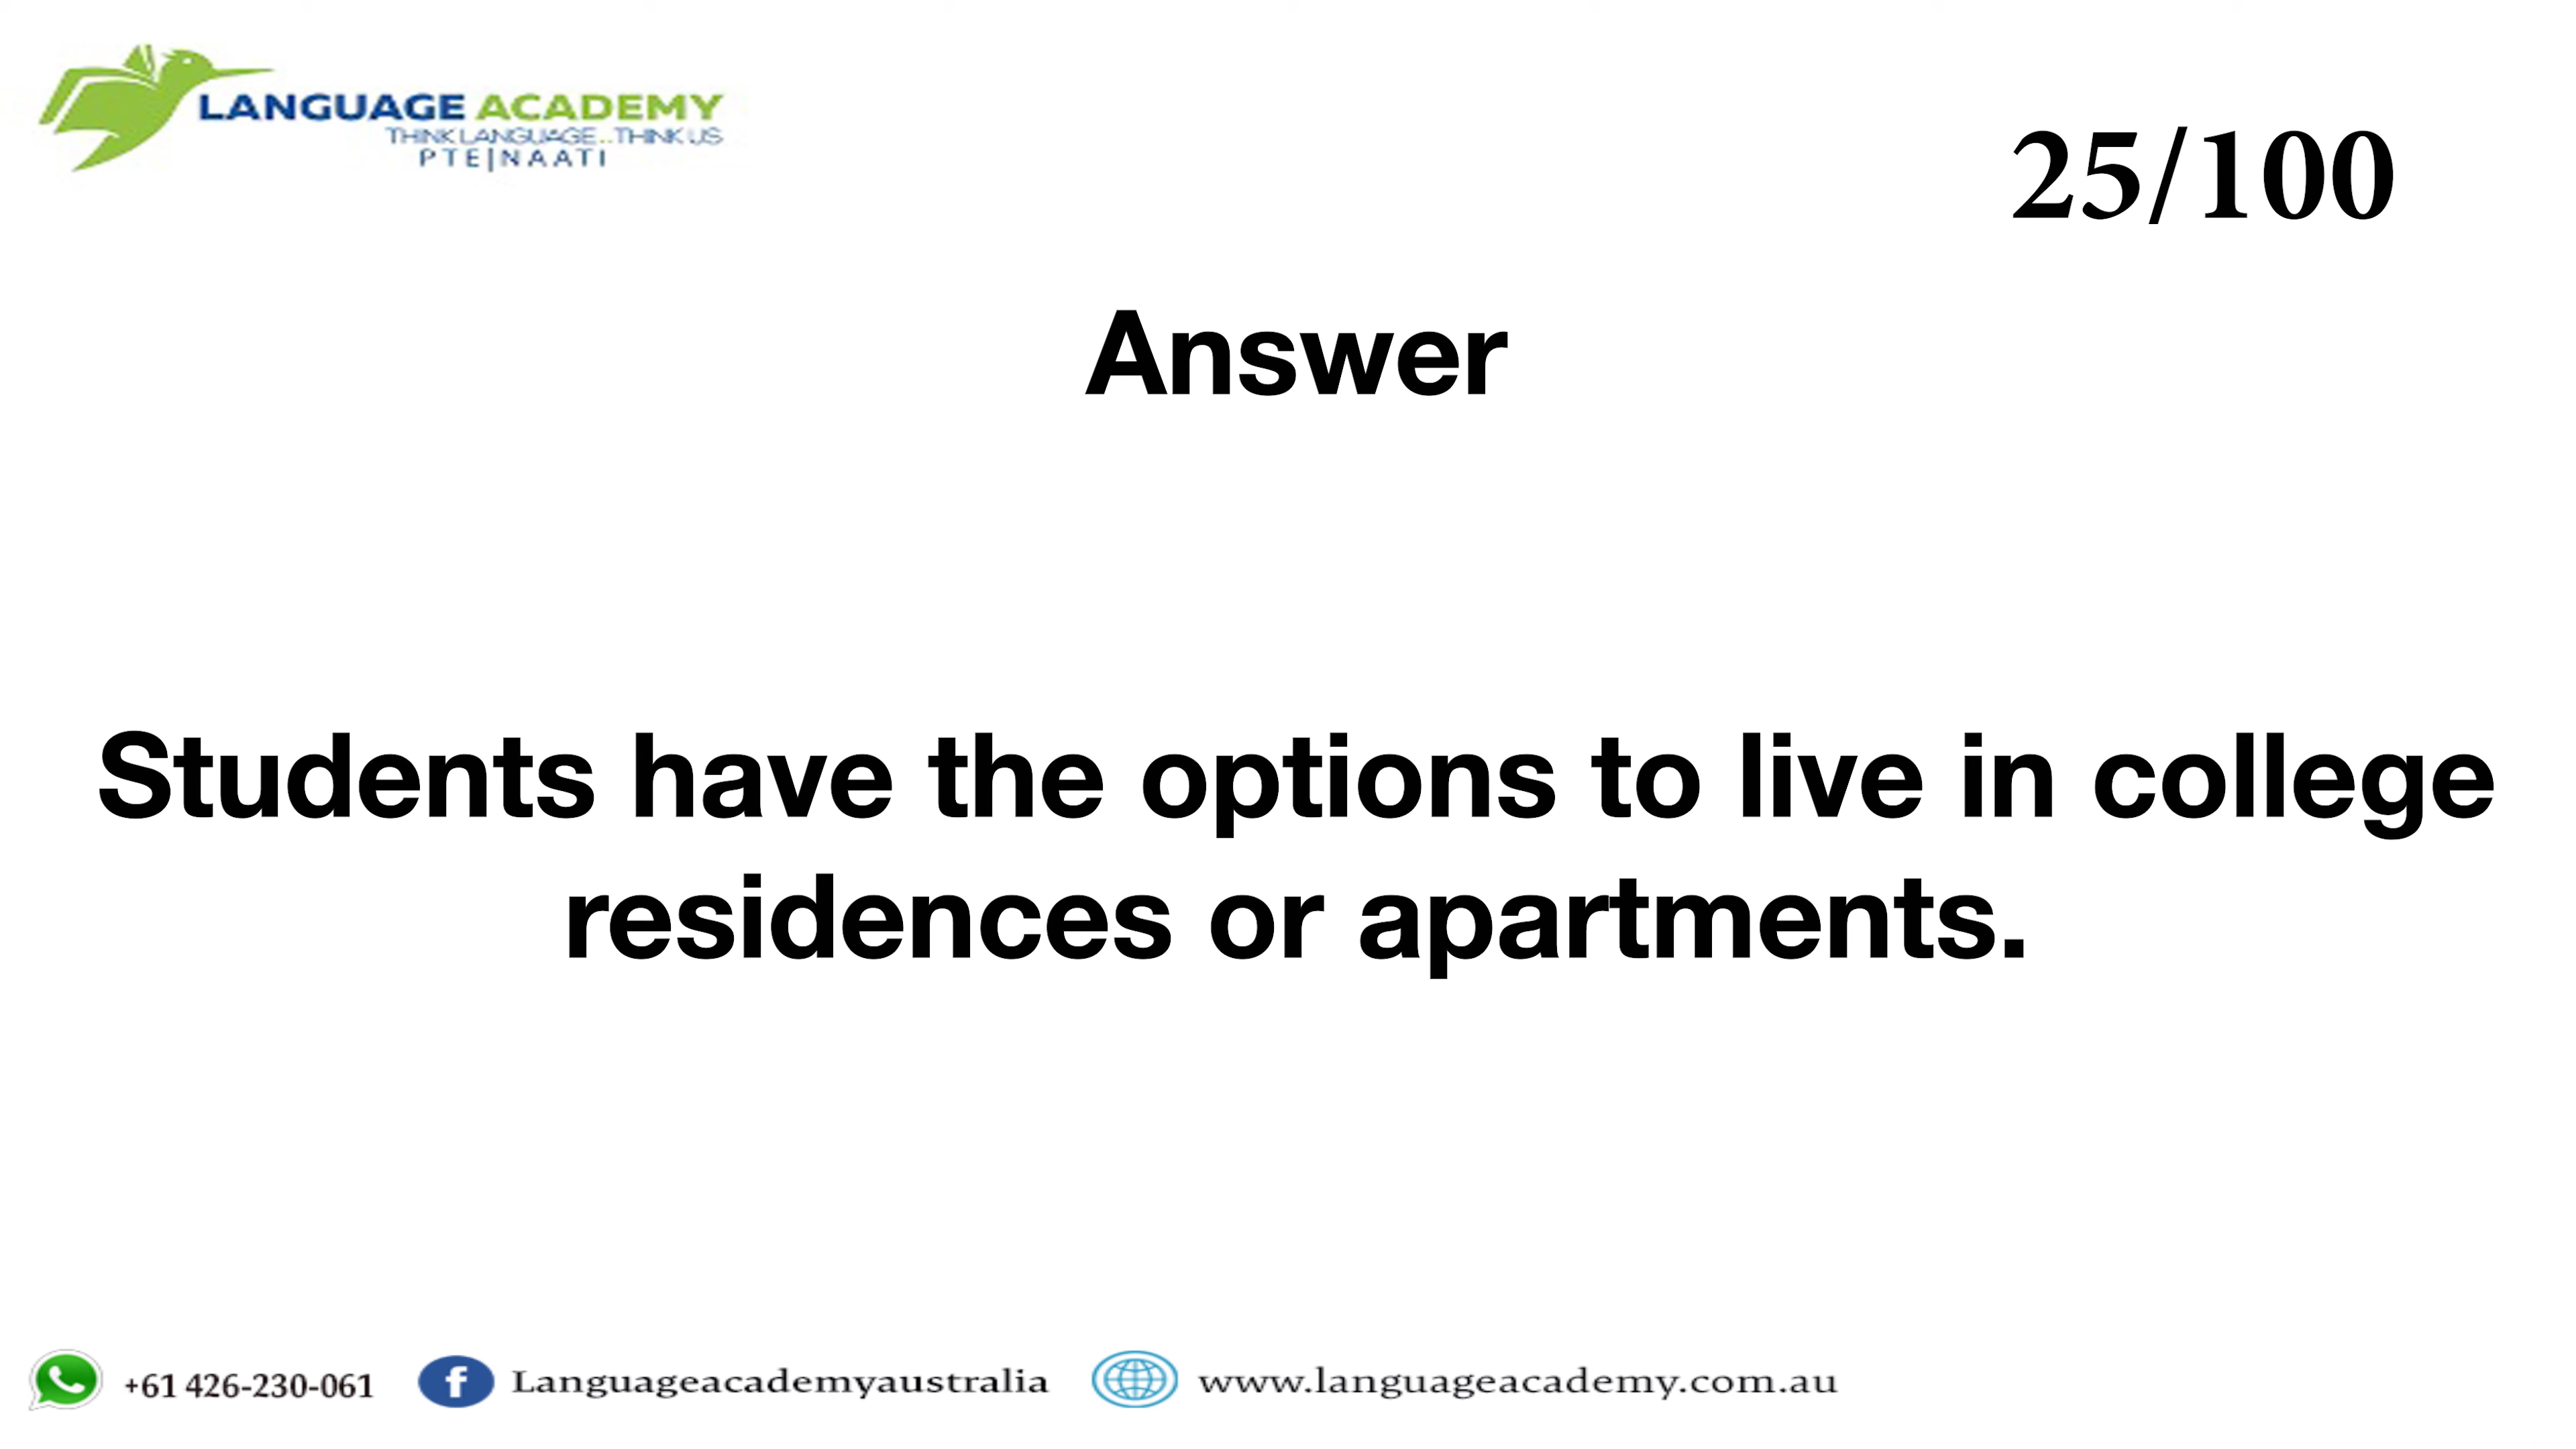 LANGUAGE ACADEMY
THINK LANGUAGE..THINK US
PTE|NAATI
25/100
Answer
Students have the options to live in college
residences or apartments.
+61 426-230-061
Languageacademyaustralia
www.languageacademy.com.au